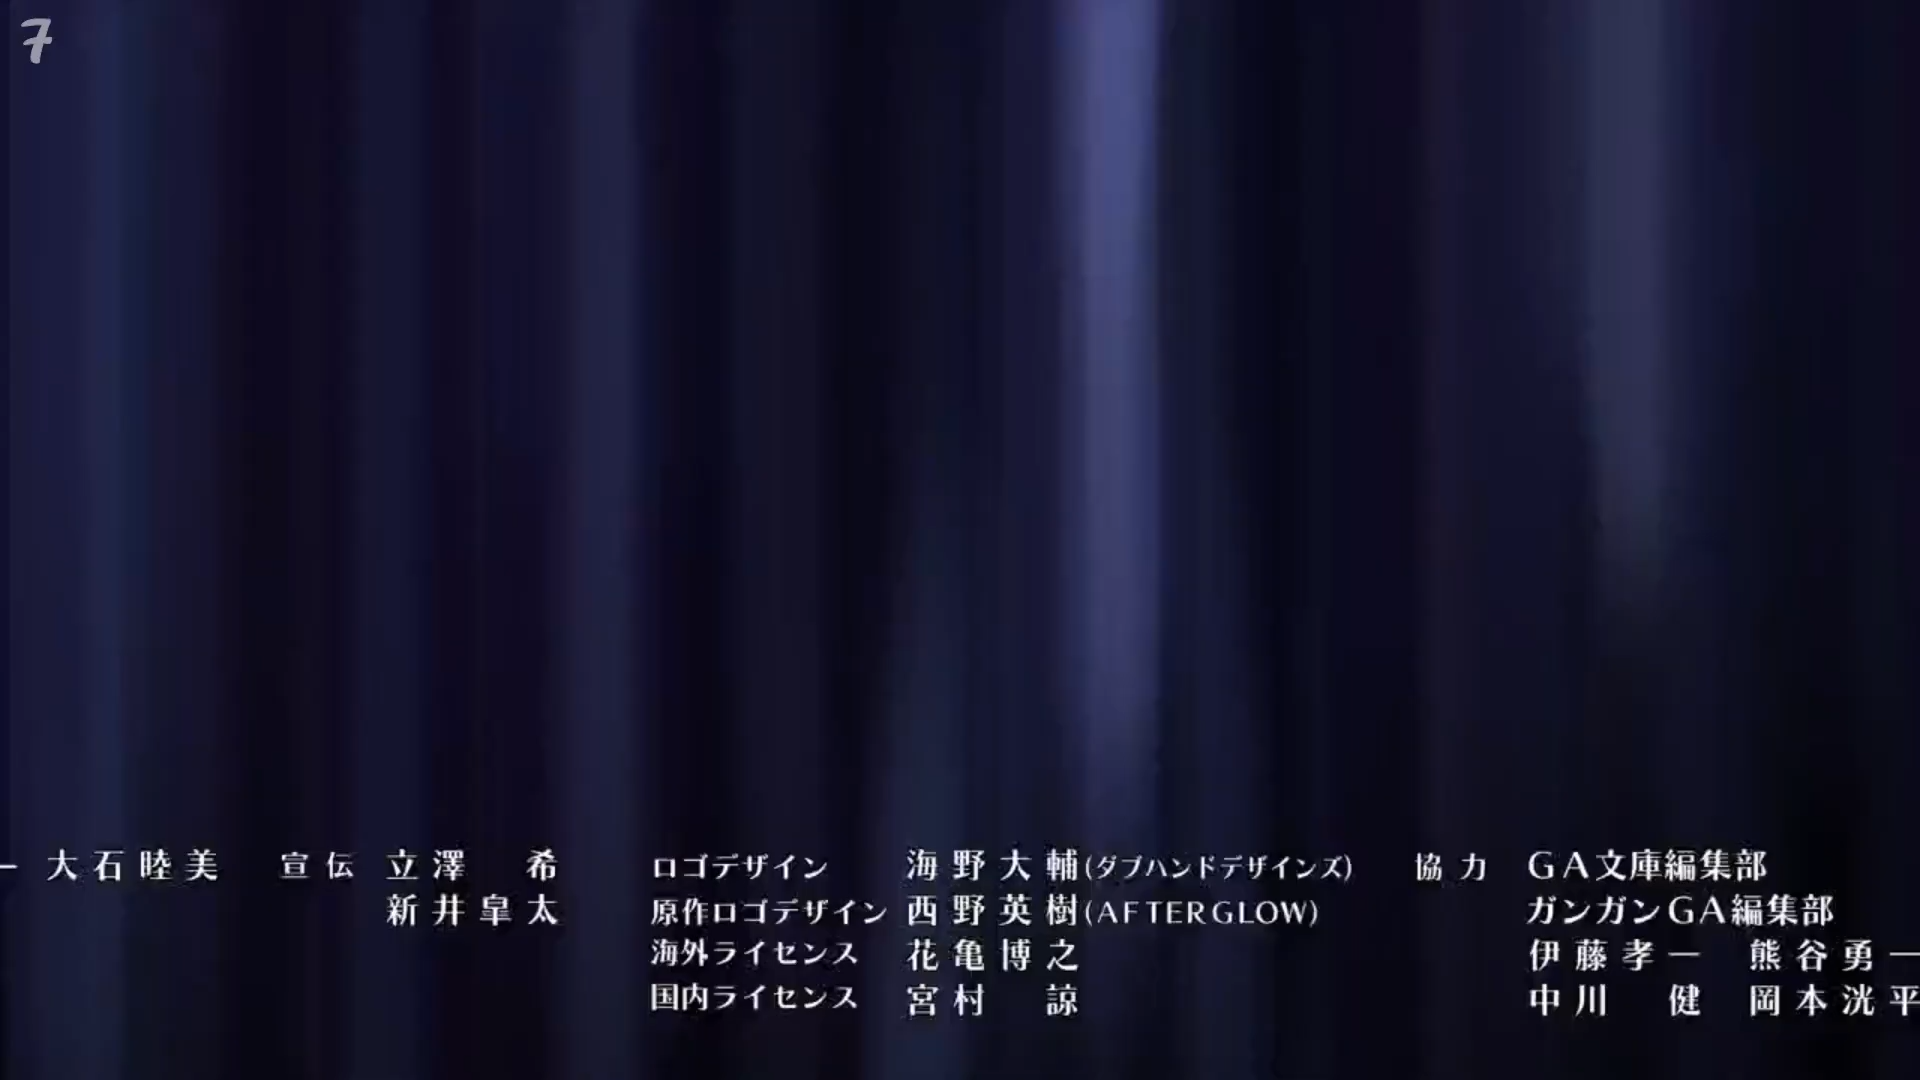 7
大石睦美 宣伝 立澤 希 ロゴデザイン 海野大輔(ダブハンドデザインズ) 協力 GA文庫編集部
新井皐太 原作ロゴデザイン 西野英樹(AFTERGLOW) ガンガンGA編集部
海外ライセンス 花亀博之 伊藤孝一 熊谷勇一
国内ライセンス 宮村 諒 中川 健 岡本洸平